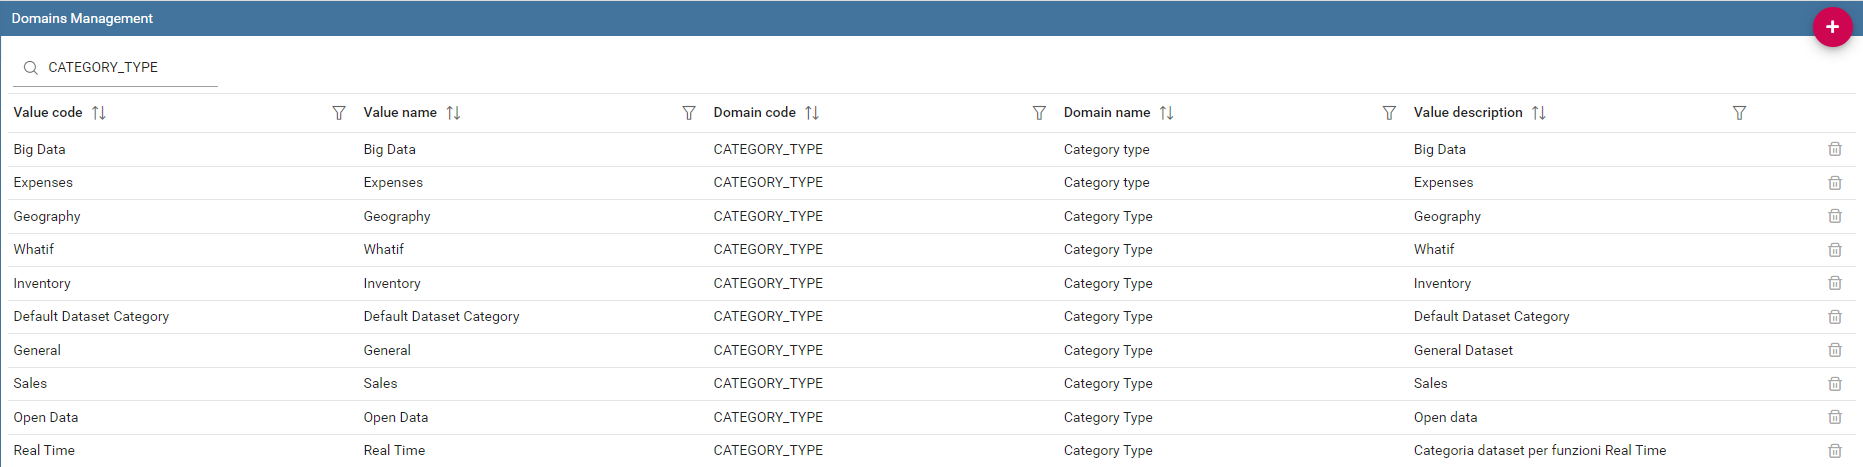 Domains Management
CATEGORY_TYPE
Value code Value name Domain code Domain name Value description
Big Data Big Data CATEGORY_TYPE Category type Big Data
Expenses Expenses CATEGORY_TYPE Category type Expenses
Geography Geography CATEGORY_TYPE Category Type Geography
Whatif Whatif CATEGORY_TYPE Category Type Whatif
Inventory Inventory CATEGORY_TYPE Category Type Inventory
Default Dataset Category Default Dataset Category CATEGORY_TYPE Category Type Default Dataset Category
General General CATEGORY_TYPE Category Type General Dataset
Sales Sales CATEGORY_TYPE Category Type Sales
Open Data Open Data CATEGORY_TYPE Category Type Open data
Real Time Real Time CATEGORY_TYPE Category Type Categoria dataset per funzioni Real Time